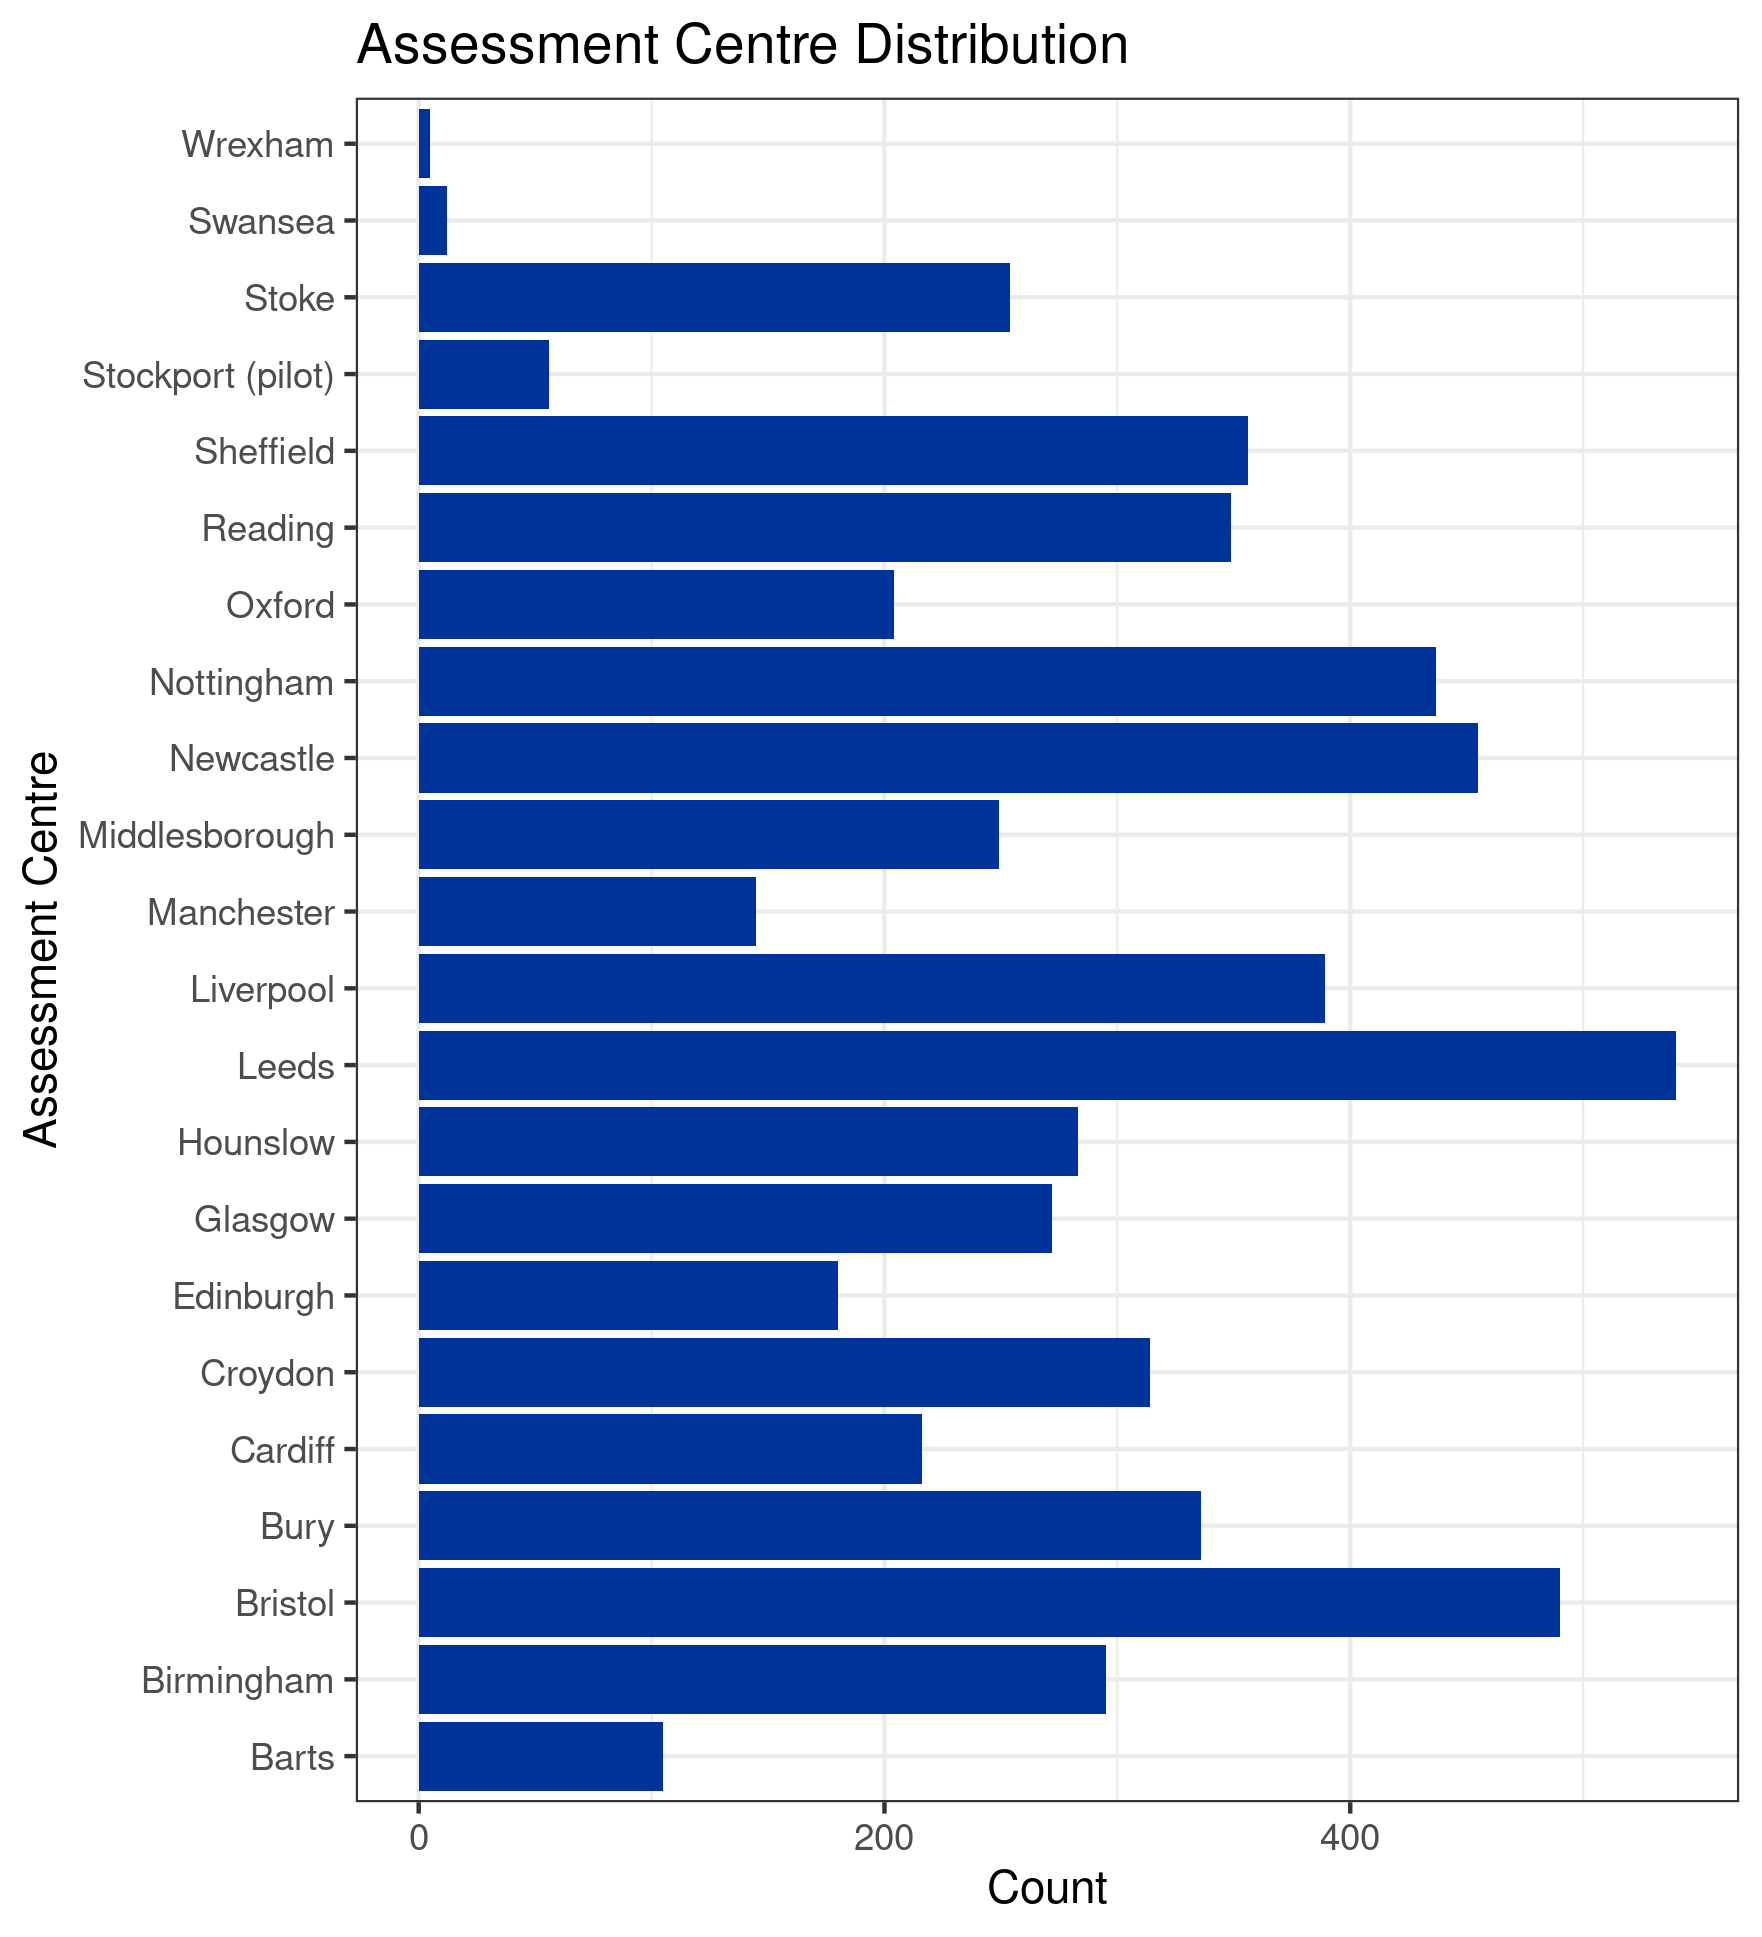 Assessment Centre Distribution
Assessment Centre
Wrexham
Swansea
Stoke
Stockport (pilot)
Sheffield
Reading
Oxford
Nottingham
Newcastle
Middlesborough
Manchester
Liverpool
Leeds
Hounslow
Glasgow
Edinburgh
Croydon
Cardiff
Bury
Bristol
Birmingham
Barts
0 200 400
Count